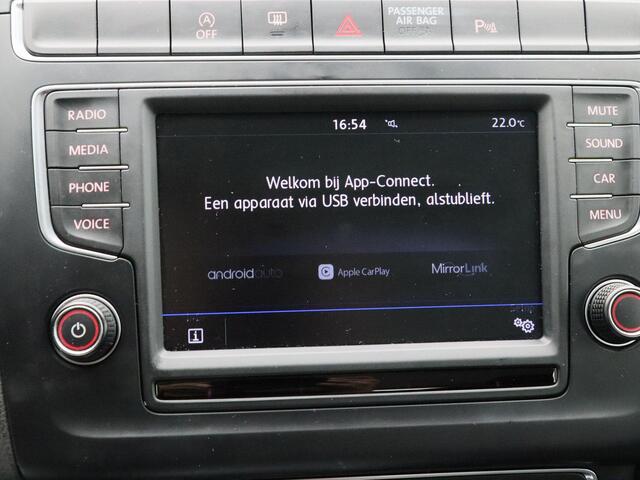 A OFF
PASSENGER
AIR BAG
OFF
P
RADIO
MEDIA
PHONE
VOICE
16:54
22.0°C
Welkom bij App-Connect.
Een apparaat via USB verbinden, alstublieft.
androidauto
Apple CarPlay
MirrorLink
i
MUTE
SOUND
CAR
MENU